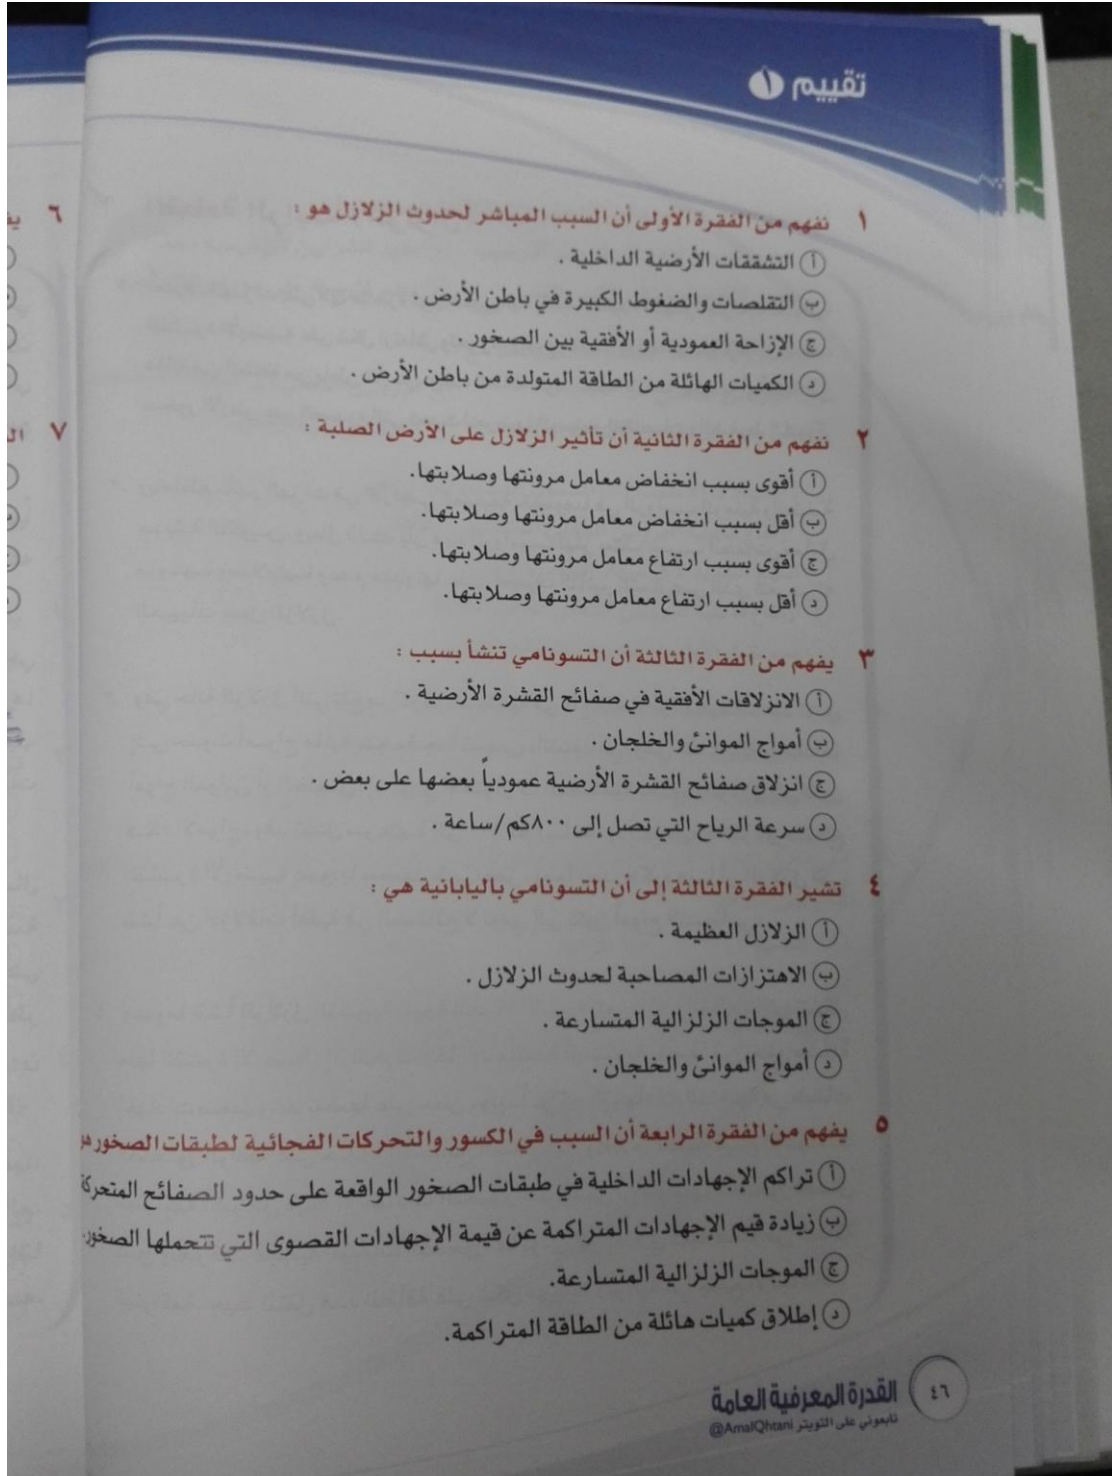 تقييم ١
١ نفهم من الفقرة الأولى أن السبب المباشر لحدوث الزلازل هو :
أ التشققات الأرضية الداخلية .
ب التقلصات والضغوط الكبيرة في باطن الأرض .
ج الإزاحة العمودية أو الأفقية بين الصخور .
د الكميات الهائلة من الطاقة المتولدة من باطن الأرض .
٢ نفهم من الفقرة الثانية أن تأثير الزلازل على الأرض الصلبة :
أ أقوى بسبب انخفاض معامل مرونتها وصلابتها.
ب أقل بسبب انخفاض معامل مرونتها وصلابتها.
ج أقوى بسبب ارتفاع معامل مرونتها وصلابتها.
د أقل بسبب ارتفاع معامل مرونتها وصلابتها.
٣ يفهم من الفقرة الثالثة أن التسونامي تنشأ بسبب :
أ الانزلاقات الأفقية في صفائح القشرة الأرضية .
ب أمواج الموانئ والخلجان .
ج انزلاق صفائح القشرة الأرضية عمودياً بعضها على بعض .
د سرعة الرياح التي تصل إلى ٨٠٠كم/ساعة .
٤ تشير الفقرة الثالثة إلى أن التسونامي باليابانية هي :
أ الزلازل العظيمة .
ب الاهتزازات المصاحبة لحدوث الزلازل .
ج الموجات الزلزالية المتسارعة .
د أمواج الموانئ والخلجان .
٥ يفهم من الفقرة الرابعة أن السبب في الكسور والتحركات الفجائية لطبقات الصخور هو
أ تراكم الإجهادات الداخلية في طبقات الصخور الواقعة على حدود الصفائح المتحركة
ب زيادة قيم الإجهادات المتراكمة عن قيمة الإجهادات القصوى التي تتحملها الصخور.
ج الموجات الزلزالية المتسارعة.
د إطلاق كميات هائلة من الطاقة المتراكمة.
٤٦ القدرة المعرفية العامة
تابعوني على التويتر @AmalQhtani
٦
٧